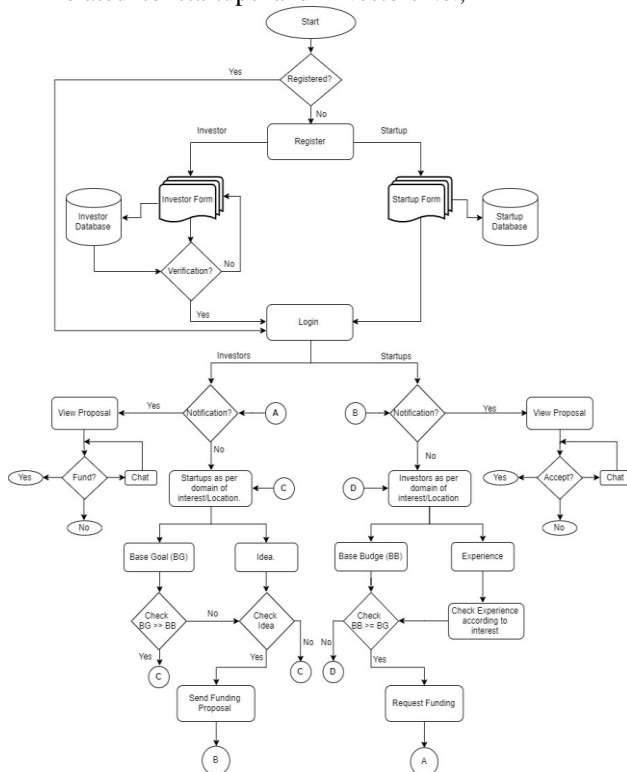 Start
Yes
Registered?
No
Investor
Startup
Register
Investor Form
Startup Form
Investor
Database
Startup
Database
Verification?
No
Yes
Login
Investors
Startups
View Proposal
Yes
Notification?
A
B
Notification?
Yes
View Proposal
No
No
Yes
Fund?
Chat
Startups as per
domain of
interest/Location.
C
D
Investors as per
domain of
interest/Location
Yes
Accept?
Chat
No
No
Base Goal (BG)
Idea.
Base Budge (BB)
Experience
Check
BG >> BB
No
Check
Idea
No
No
Check
BB >= BG
Check Experience
according to
interest
Yes
C
Yes
C
D
Yes
Send Funding
Proposal
Request Funding
B
A